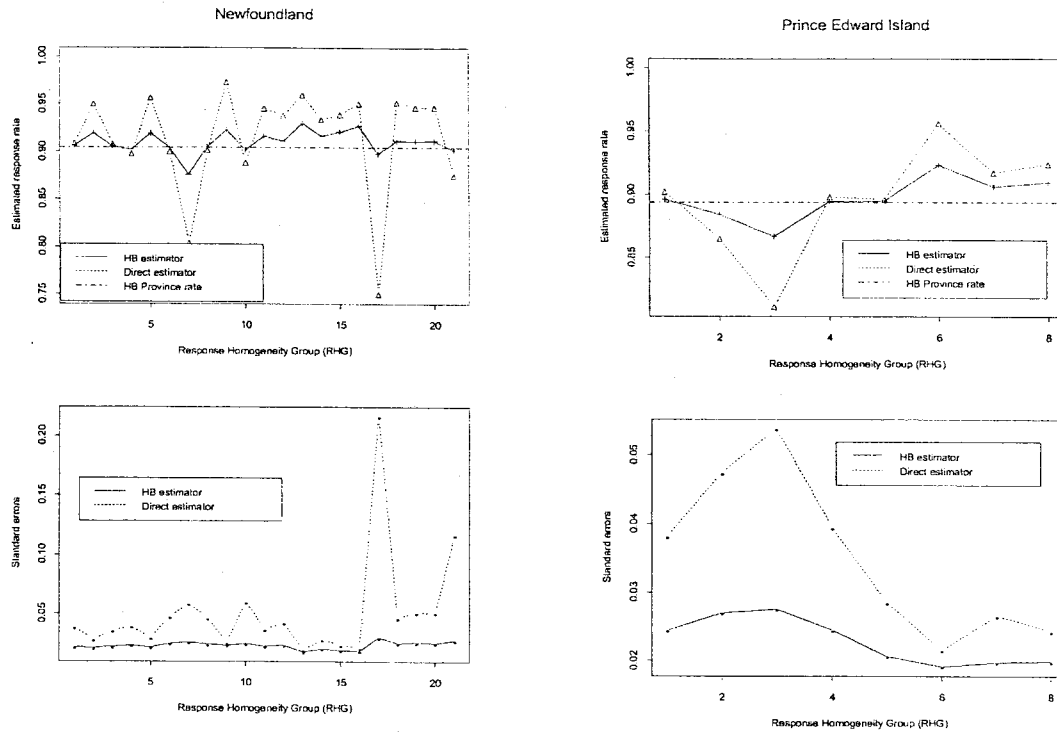 Newfoundland
Estimated response rate
1.00
0.95
0.90
0.85
0.80
0.75
HB estimator
Direct estimator
HB Province rate
5
10
15
20
Response Homogeneity Group (RHG)
Prince Edward Island
Estimated response rate
1.00
0.95
0.90
0.85
HB estimator
Direct estimator
HB Province rate
2
4
6
8
Response Homogeneity Group (RHG)
Standard errors
0.20
0.15
0.10
0.05
HB estimator
Direct estimator
5
10
15
20
Response Homogeneity Group (RHG)
Standard errors
0.05
0.04
0.03
0.02
HB estimator
Direct estimator
2
4
6
8
Response Homogeneity Group (RHG)